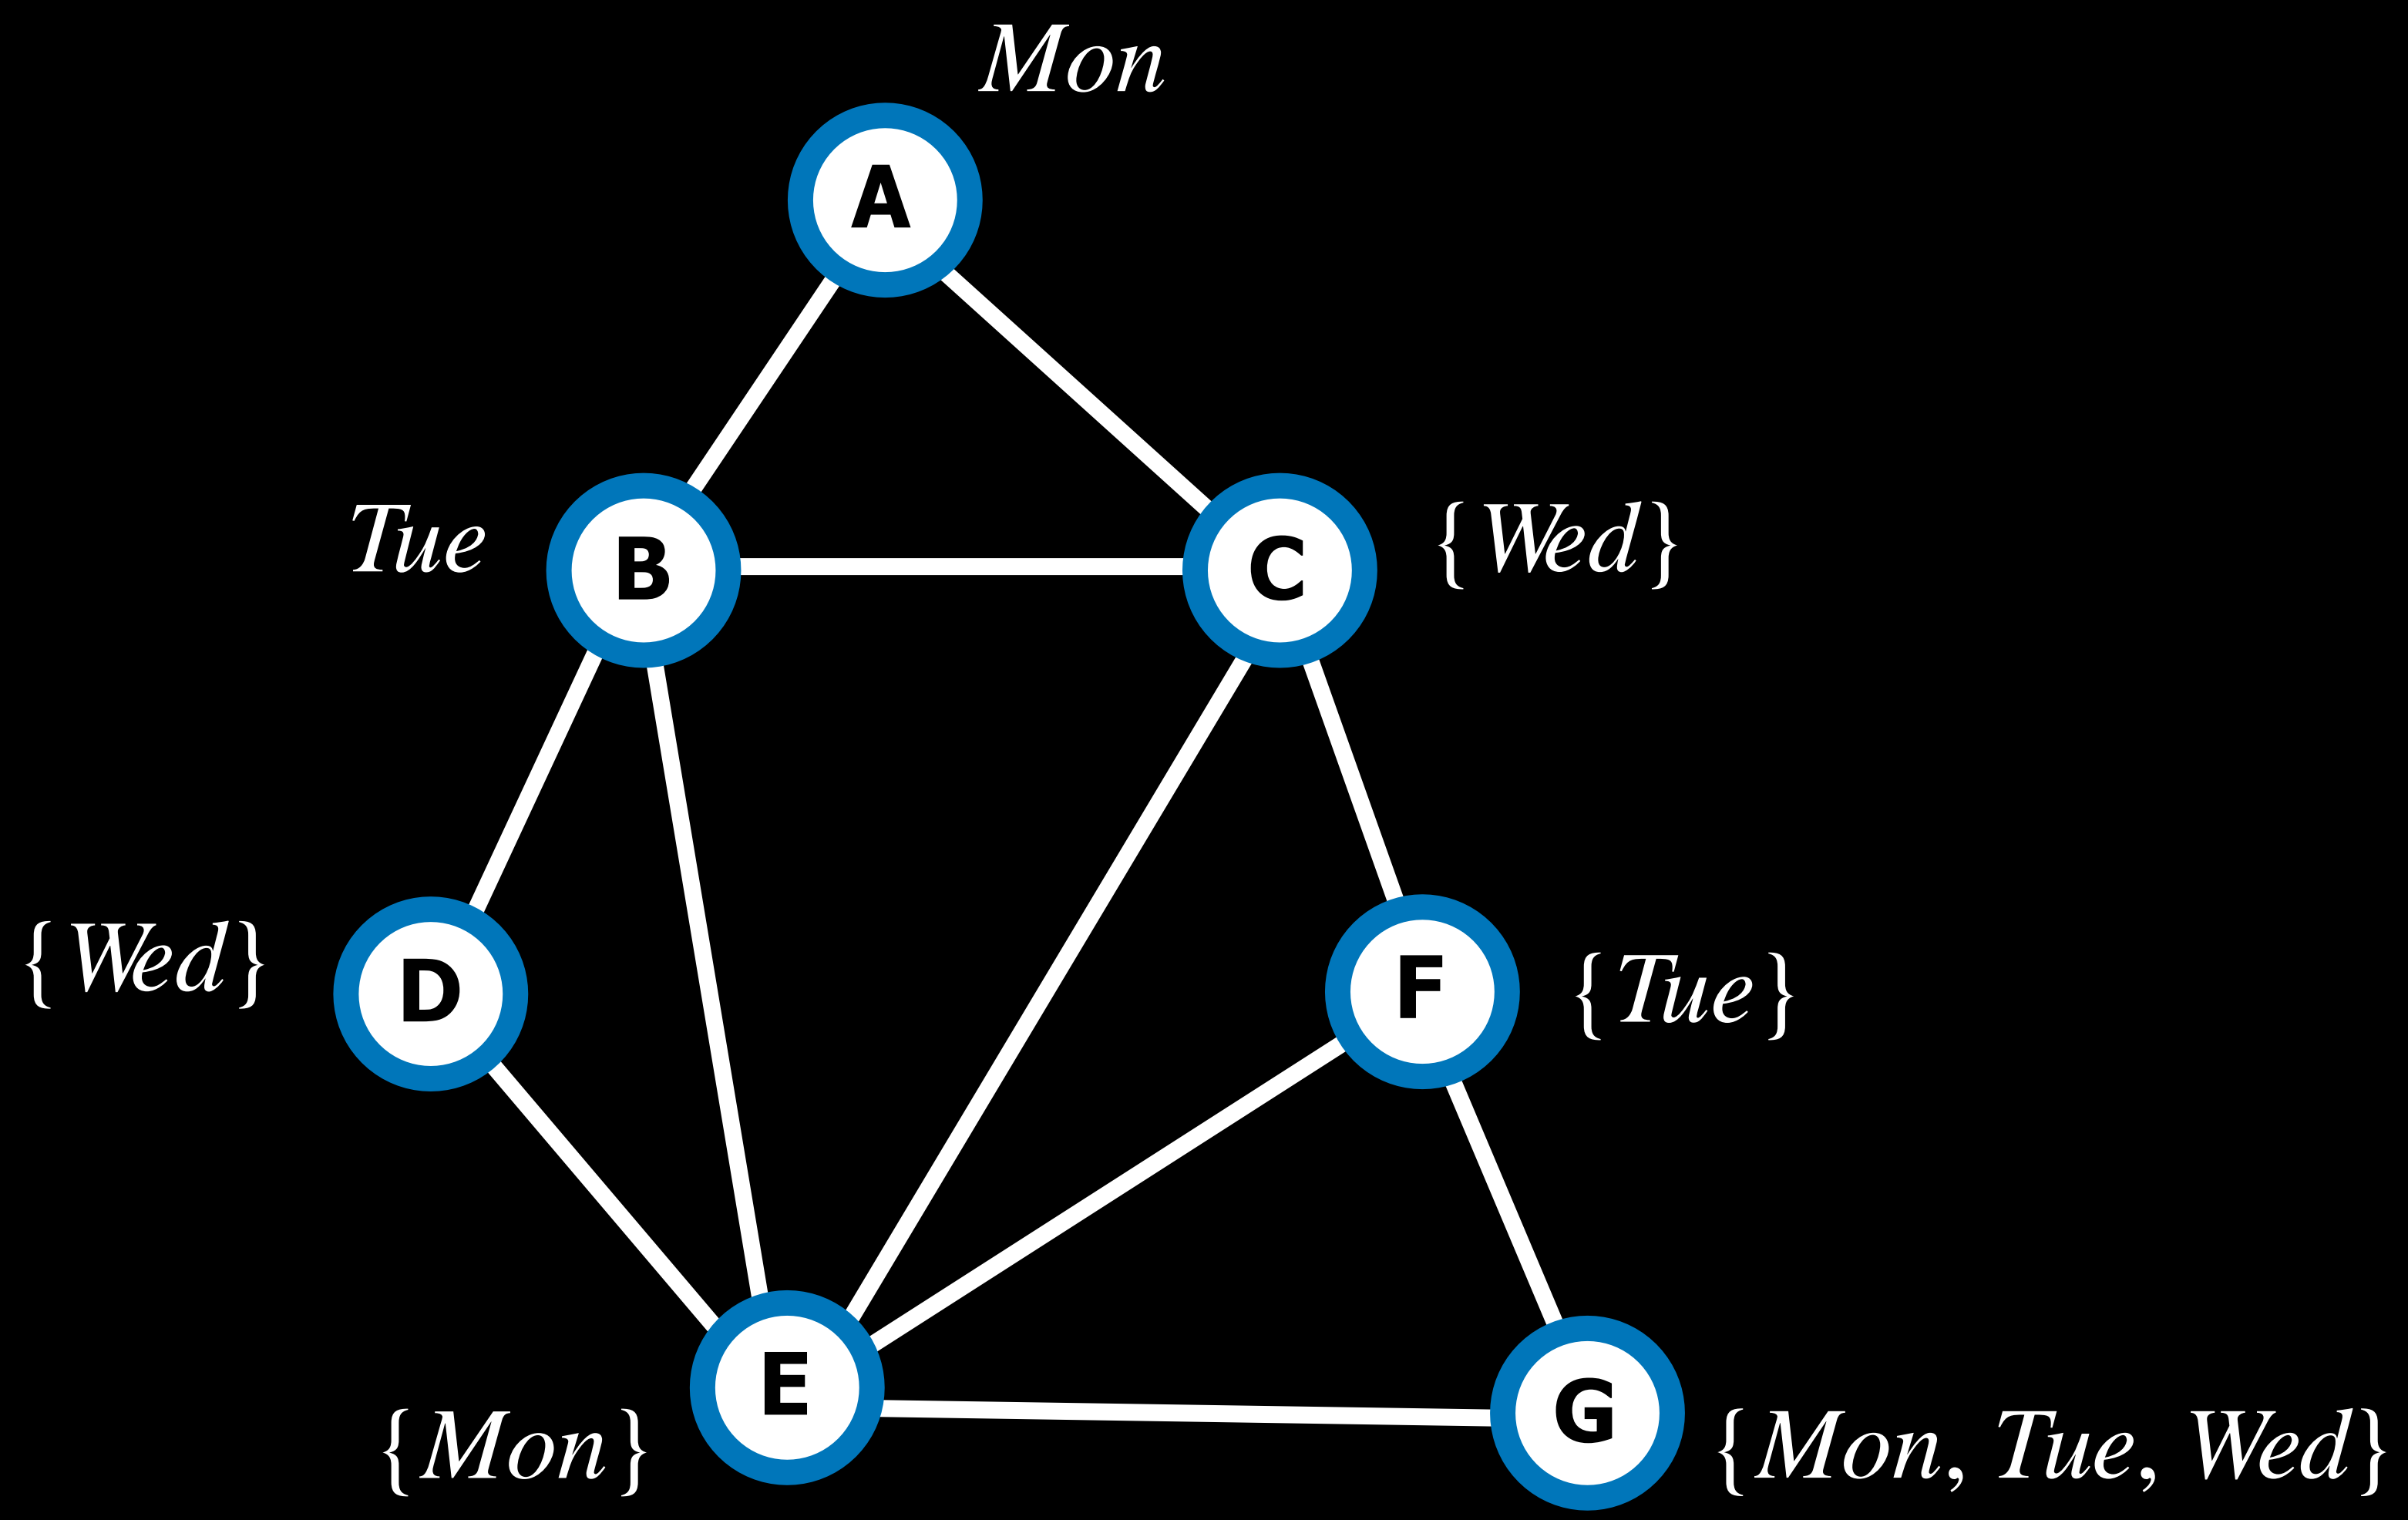 Mon
A
Tue
B
C
{Wed}
{Wed}
D
F
{Tue}
{Mon}
E
G
{Mon, Tue, Wed}